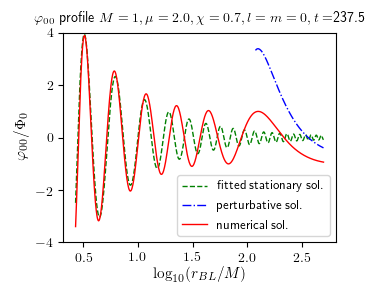 φ₀₀ profile M = 1, μ = 2.0, χ = 0.7, l = m = 0, t =237.5
φ₀₀/Φ₀
4
2
0
−2
−4
fitted stationary sol.
perturbative sol.
numerical sol.
0.5 1.0 1.5 2.0 2.5
log₁₀(r_BL/M)